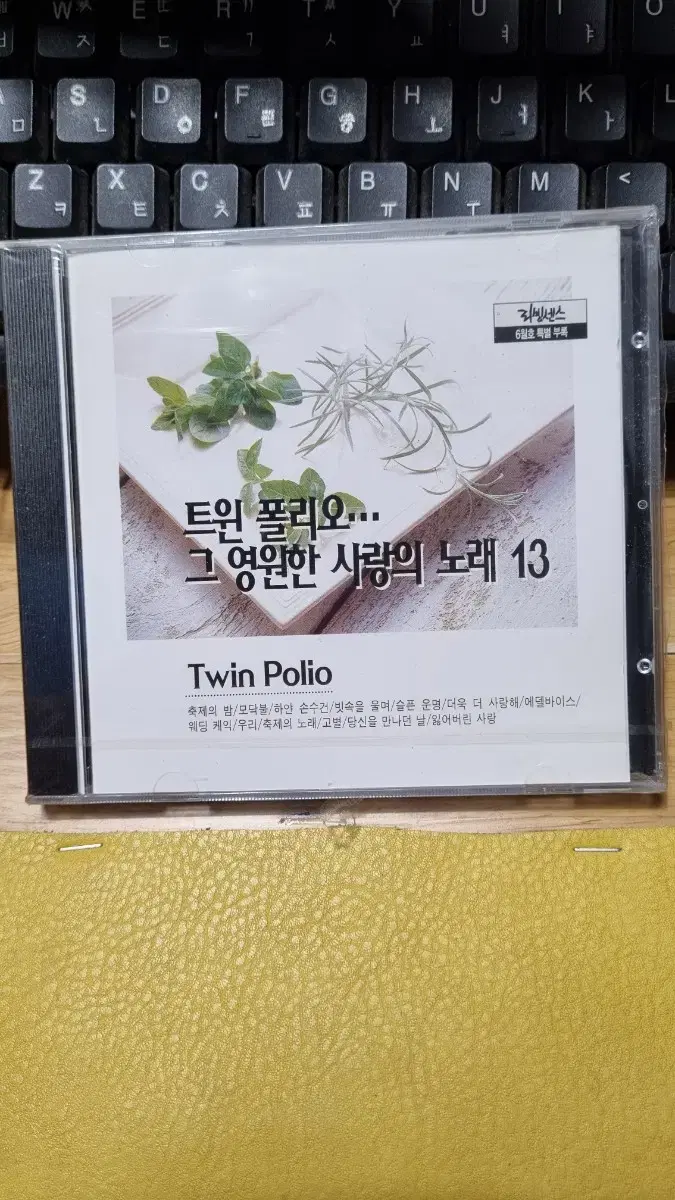 W E R T Y U I O
ㅈ ㄱ ㅅ ㅛ ㅕ ㅑ
A S D F G H J K L
ㅁ ㄴ ㅇ ㅎ ㅗ ㅓ ㅏ
Z X C V B N M <
ㅋ ㅌ ㅊ ㅍ ㅠ ㅜ ㅡ
리빙센스
6월호 특별 부록
트윈 폴리오…
그 영원한 사랑의 노래 13
Twin Polio
축제의 밤/모닥불/하얀 손수건/빗속을 울며/슬픈 운명/더욱 더 사랑해/에델바이스/
웨딩 케익/우리/축제의 노래/고별/당신을 만나던 날/잃어버린 사랑